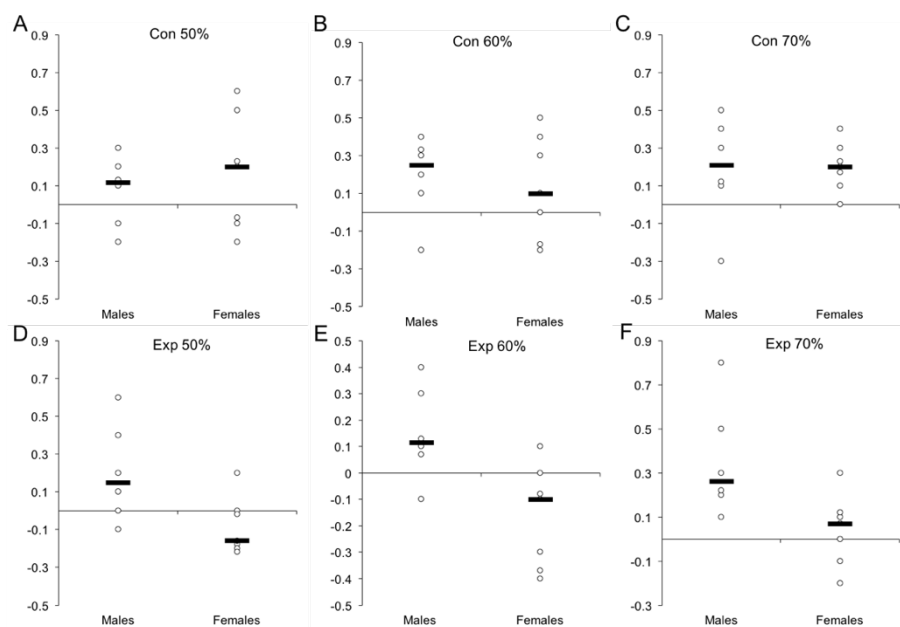 A
Con 50%
0.9
0.7
0.5
0.3
0.1
-0.1
-0.3
-0.5
Males Females
B
Con 60%
0.9
0.7
0.5
0.3
0.1
-0.1
-0.3
-0.5
Males Females
C
Con 70%
0.9
0.7
0.5
0.3
0.1
-0.1
-0.3
-0.5
Males Females
D
Exp 50%
0.9
0.7
0.5
0.3
0.1
-0.1
-0.3
-0.5
Males Females
E
Exp 60%
0.5
0.4
0.3
0.2
0.1
0
-0.1
-0.2
-0.3
-0.4
-0.5
Males Females
F
Exp 70%
0.9
0.7
0.5
0.3
0.1
-0.1
-0.3
Males Females